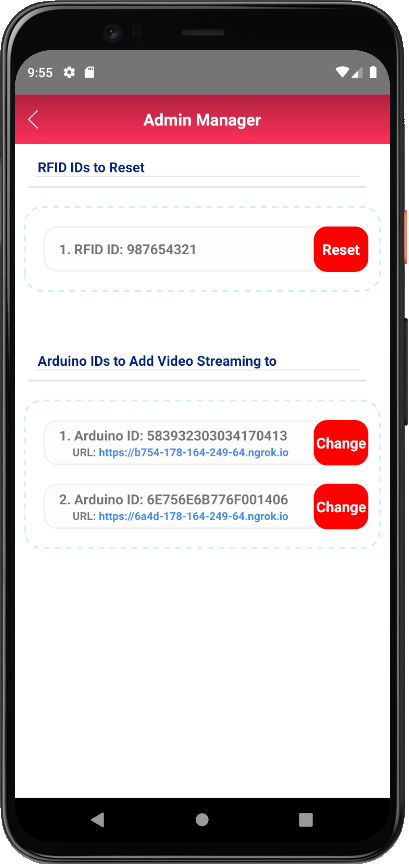 9:55
Admin Manager
RFID IDs to Reset
1. RFID ID: 987654321
Reset
Arduino IDs to Add Video Streaming to
1. Arduino ID: 583932303034170413
URL: https://b754-178-164-249-64.ngrok.io
Change
2. Arduino ID: 6E756E6B776F001406
URL: https://6a4d-178-164-249-64.ngrok.io
Change